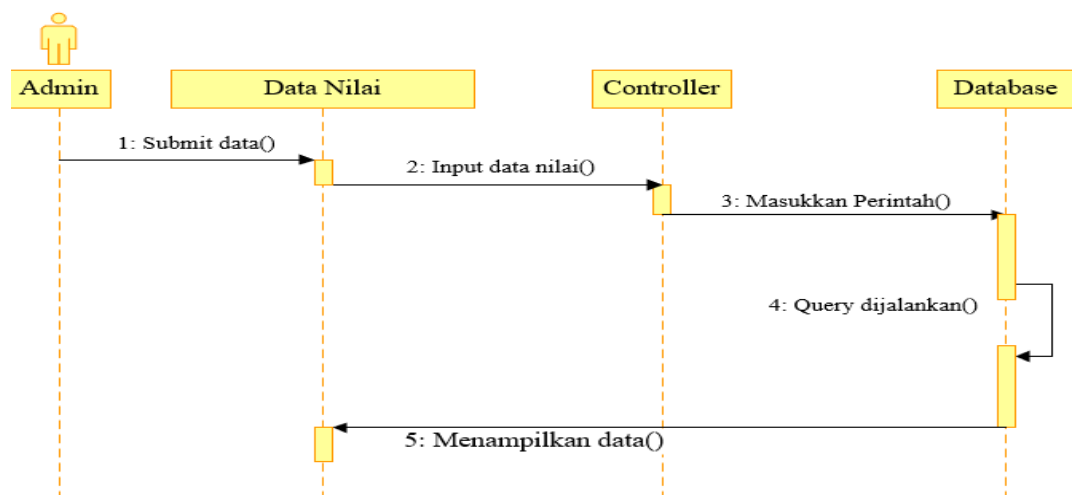 Admin
Data Nilai
Controller
Database
1: Submit data()
2: Input data nilai()
3: Masukkan Perintah()
4: Query dijalankan()
5: Menampilkan data()